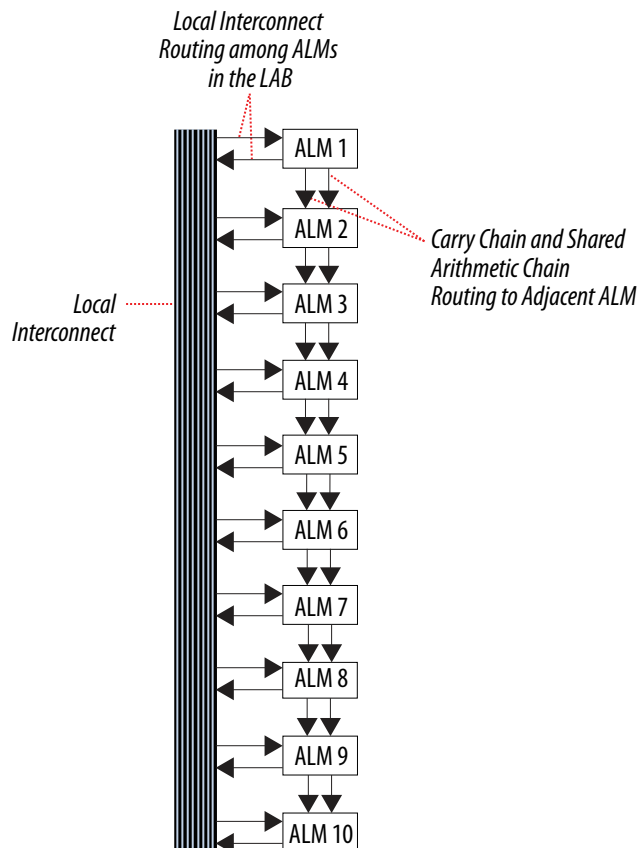 Local Interconnect
Routing among ALMs
in the LAB
ALM 1
ALM 2
Carry Chain and Shared
Arithmetic Chain
Routing to Adjacent ALM
Local
Interconnect
ALM 3
ALM 4
ALM 5
ALM 6
ALM 7
ALM 8
ALM 9
ALM 10